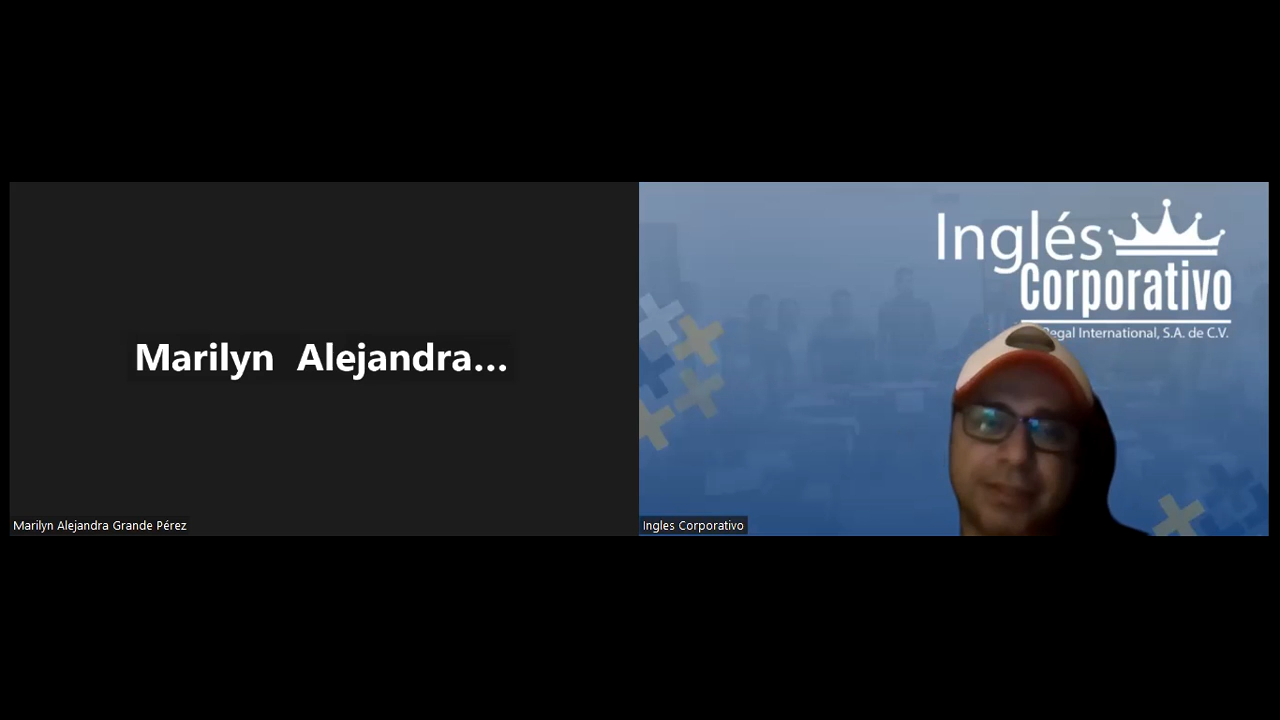 Marilyn Alejandra...
Marilyn Alejandra Grande Pérez
Inglés
Corporativo
Regal International, S.A. de C.V.
Ingles Corporativo